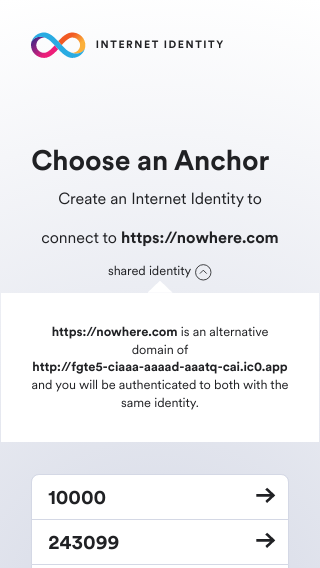 INTERNET IDENTITY
Choose an Anchor
Create an Internet Identity to
connect to https://nowhere.com
shared identity
https://nowhere.com is an alternative
domain of
http://fgte5-ciaaa-aaaad-aaatq-cai.ic0.app
and you will be authenticated to both with the
same identity.
10000
243099